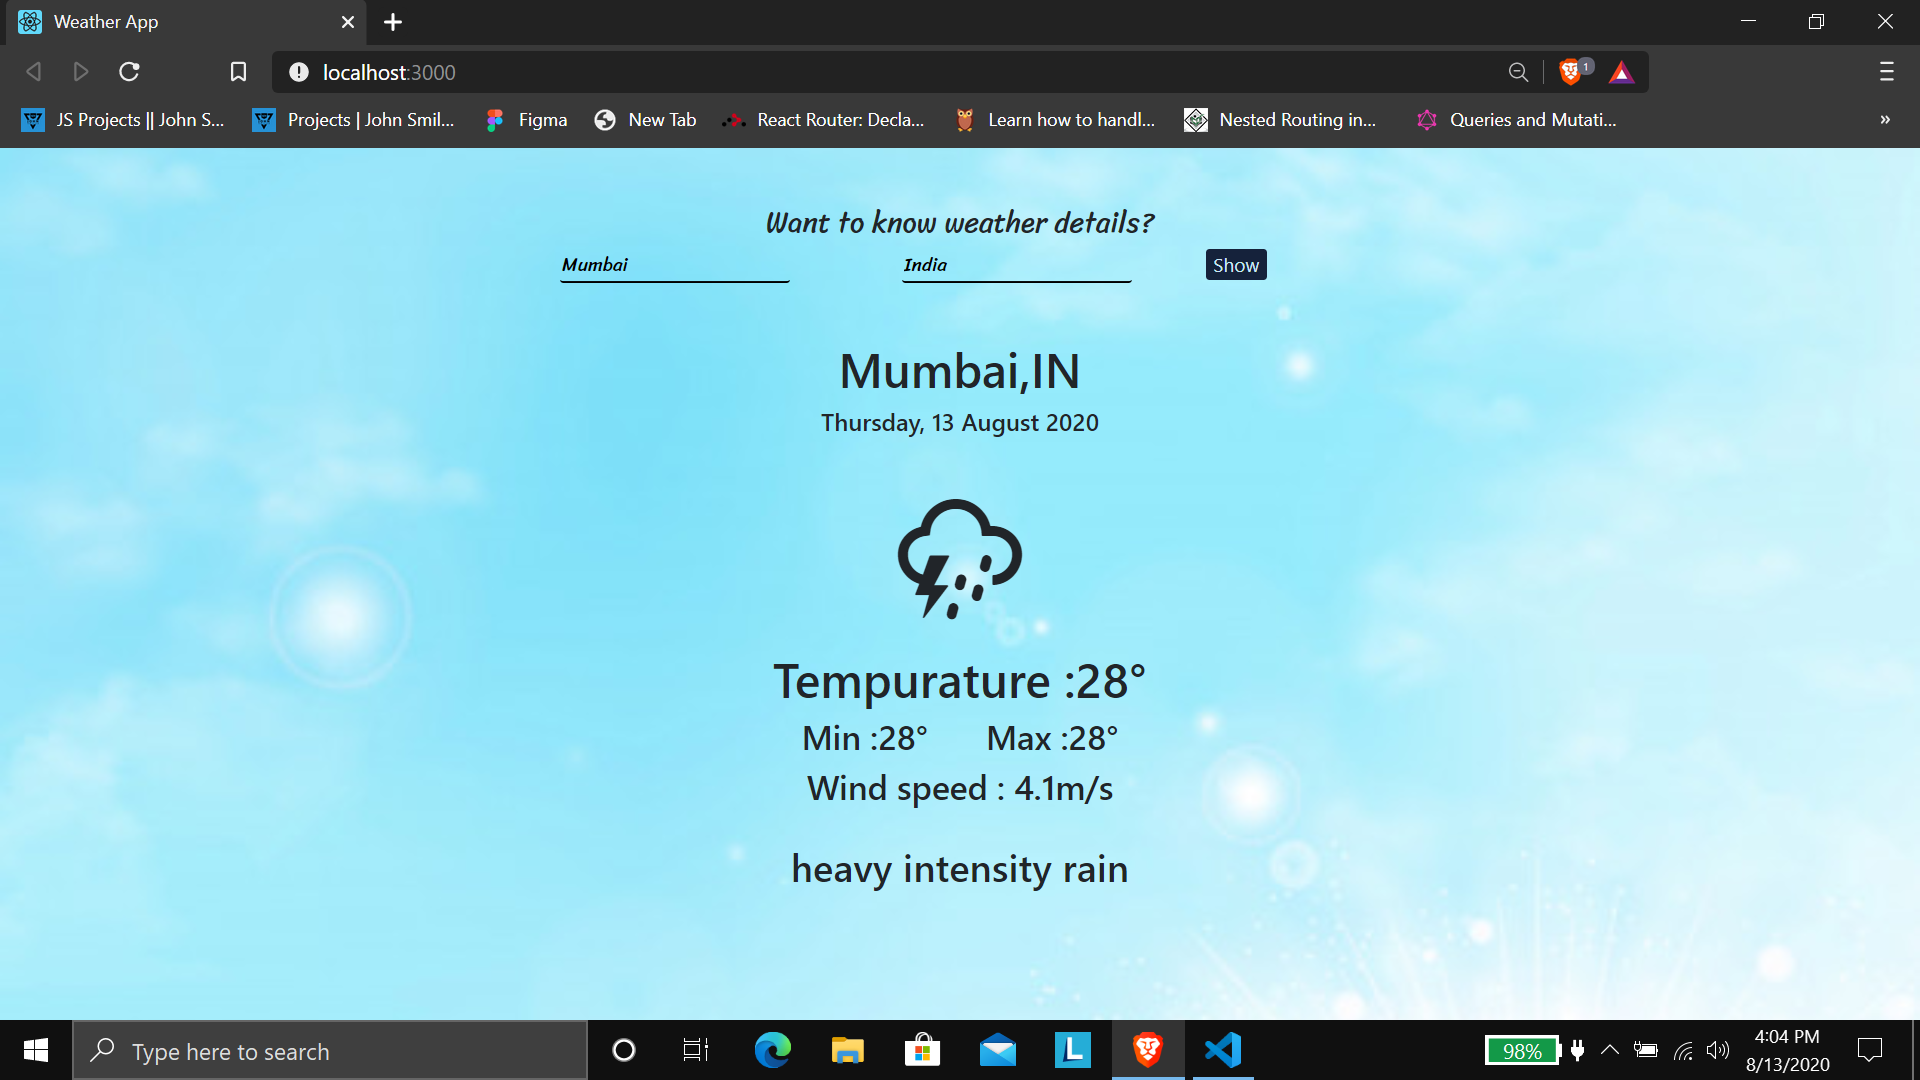 Weather App
localhost:3000
1
JS Projects || John S...
Projects | John Smil...
Figma
New Tab
React Router: Decla...
Learn how to handl...
Nested Routing in...
Queries and Mutati...
»
Want to know weather details?
Mumbai
India
Show
Mumbai,IN
Thursday, 13 August 2020
Tempurature :28°
Min :28° Max :28°
Wind speed : 4.1m/s
heavy intensity rain
Type here to search
L
98%
4:04 PM
8/13/2020